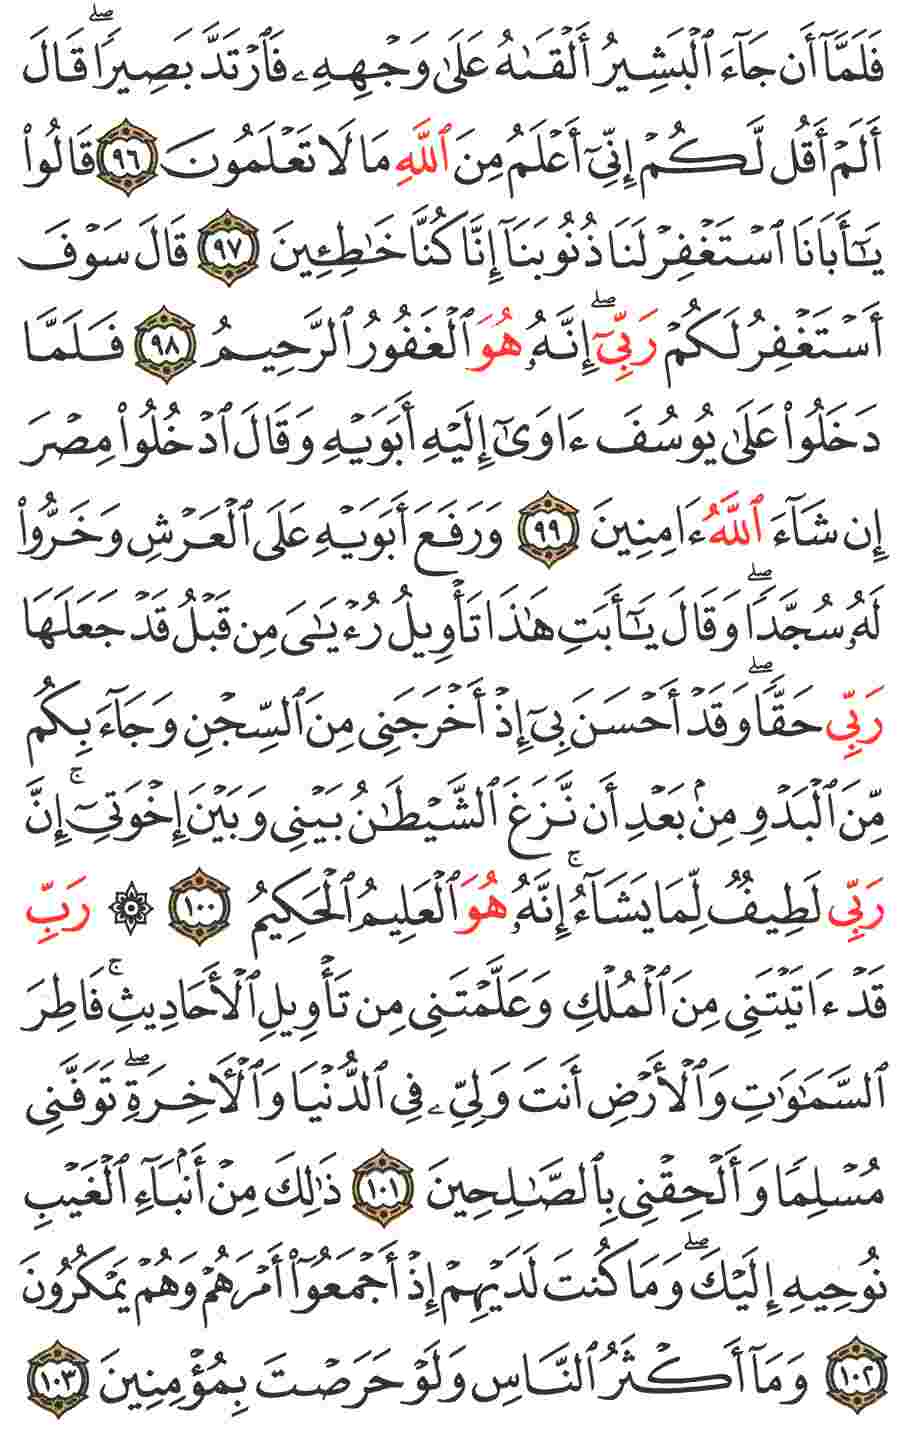 فَلَمَّآ أَن جَآءَ ٱلۡبَشِيرُ أَلۡقَىٰهُ عَلَىٰ وَجۡهِهِۦ فَٱرۡتَدَّ بَصِيرٗاۖ قَالَ
أَلَمۡ أَقُل لَّكُمۡ إِنِّيٓ أَعۡلَمُ مِنَ ٱللَّهِ مَا لَا تَعۡلَمُونَ ٩٦ قَالُواْ
يَٰٓأَبَانَا ٱسۡتَغۡفِرۡ لَنَا ذُنُوبَنَآ إِنَّا كُنَّا خَٰطِـِٔينَ ٩٧ قَالَ سَوۡفَ
أَسۡتَغۡفِرُ لَكُمۡ رَبِّيٓۖ إِنَّهُۥ هُوَ ٱلۡغَفُورُ ٱلرَّحِيمُ ٩٨ فَلَمَّا
دَخَلُواْ عَلَىٰ يُوسُفَ ءَاوَىٰٓ إِلَيۡهِ أَبَوَيۡهِ وَقَالَ ٱدۡخُلُواْ مِصۡرَ
إِن شَآءَ ٱللَّهُ ءَامِنِينَ ٩٩ وَرَفَعَ أَبَوَيۡهِ عَلَى ٱلۡعَرۡشِ وَخَرُّواْ
لَهُۥ سُجَّدٗاۖ وَقَالَ يَٰٓأَبَتِ هَٰذَا تَأۡوِيلُ رُءۡيَٰيَ مِن قَبۡلُ قَدۡ جَعَلَهَا
رَبِّي حَقّٗاۖ وَقَدۡ أَحۡسَنَ بِيٓ إِذۡ أَخۡرَجَنِي مِنَ ٱلسِّجۡنِ وَجَآءَ بِكُم
مِّنَ ٱلۡبَدۡوِ مِنۢ بَعۡدِ أَن نَّزَغَ ٱلشَّيۡطَٰنُ بَيۡنِي وَبَيۡنَ إِخۡوَتِيٓۚ إِنَّ
رَبِّي لَطِيفٞ لِّمَا يَشَآءُۚ إِنَّهُۥ هُوَ ٱلۡعَلِيمُ ٱلۡحَكِيمُ ١٠٠ ۞ رَبِّ
قَدۡ ءَاتَيۡتَنِي مِنَ ٱلۡمُلۡكِ وَعَلَّمۡتَنِي مِن تَأۡوِيلِ ٱلۡأَحَادِيثِۚ فَاطِرَ
ٱلسَّمَٰوَٰتِ وَٱلۡأَرۡضِ أَنتَ وَلِيِّۦ فِي ٱلدُّنۡيَا وَٱلۡأٓخِرَةِۖ تَوَفَّنِي
مُسۡلِمٗا وَأَلۡحِقۡنِي بِٱلصَّٰلِحِينَ ١٠١ ذَٰلِكَ مِنۡ أَنۢبَآءِ ٱلۡغَيۡبِ
نُوحِيهِ إِلَيۡكَۖ وَمَا كُنتَ لَدَيۡهِمۡ إِذۡ أَجۡمَعُوٓاْ أَمۡرَهُمۡ وَهُمۡ يَمۡكُرُونَ
١٠٢ وَمَآ أَكۡثَرُ ٱلنَّاسِ وَلَوۡ حَرَصۡتَ بِمُؤۡمِنِينَ ١٠٣